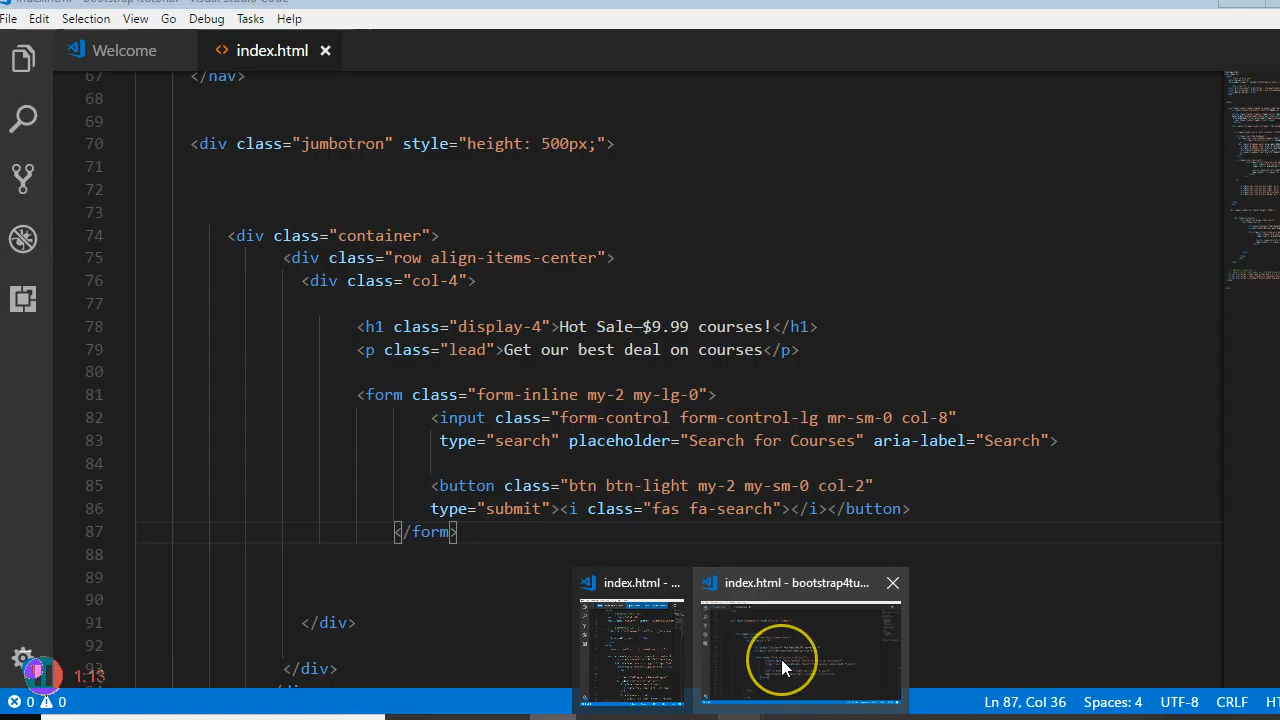 File Edit Selection View Go Debug Tasks Help
Welcome
index.html
67 </nav>
68
69
70 <div class="jumbotron" style="height: 500px;">
71
72
73
74 <div class="container">
75 <div class="row align-items-center">
76 <div class="col-4">
77
78 <h1 class="display-4">Hot Sale—$9.99 courses!</h1>
79 <p class="lead">Get our best deal on courses</p>
80
81 <form class="form-inline my-2 my-lg-0">
82 <input class="form-control form-control-lg mr-sm-0 col-8"
83 type="search" placeholder="Search for Courses" aria-label="Search">
84
85 <button class="btn btn-light my-2 my-sm-0 col-2"
86 type="submit"><i class="fas fa-search"></i></button>
87 </form>
88
89
90
91 </div>
92
93 </div>
index.html - ...
index.html - bootstrap4tu...
1:13
0 0
Ln 87, Col 36 Spaces: 4 UTF-8 CRLF